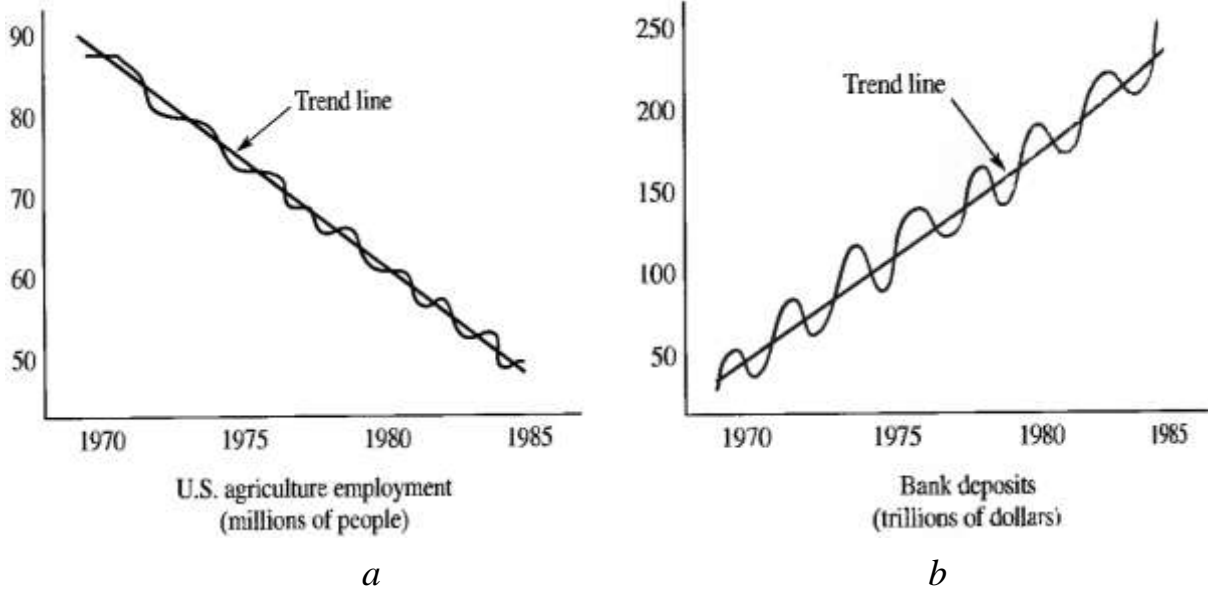 90
80
70
60
50
Trend line
1970 1975 1980 1985
U.S. agriculture employment
(millions of people)
a
250
200
150
100
50
Trend line
1970 1975 1980 1985
Bank deposits
(trillions of dollars)
b